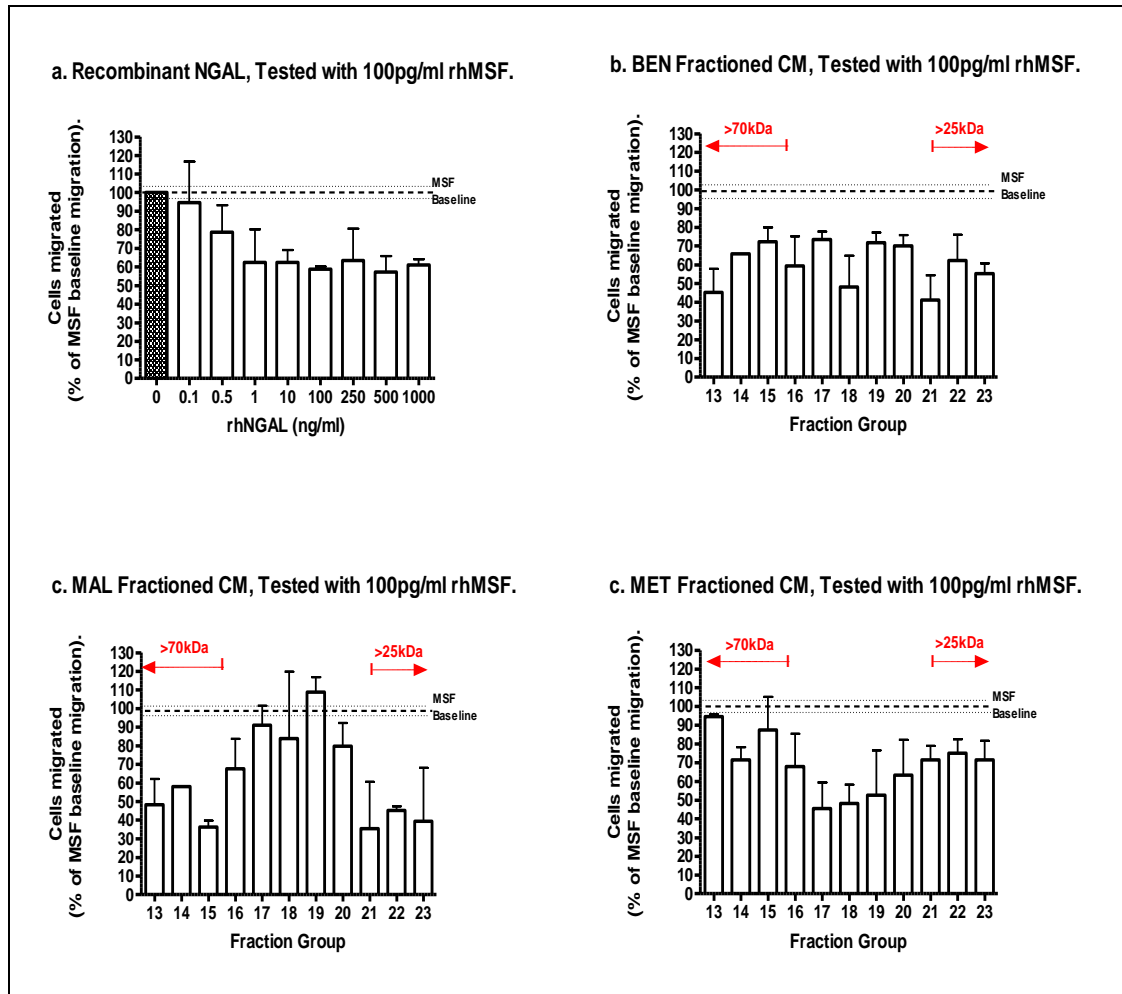 a. Recombinant NGAL, Tested with 100pg/ml rhMSF.
Cells migrated
(% of MSF baseline migration).
130
120
110
100
90
80
70
60
50
40
30
20
10
0
MSF
Baseline
0 0.1 0.5 1 10 100 250 500 1000
rhNGAL (ng/ml)
b. BEN Fractioned CM, Tested with 100pg/ml rhMSF.
>70kDa >25kDa
Cells migrated
(% of MSF baseline migration).
130
120
110
100
90
80
70
60
50
40
30
20
10
0
MSF
Baseline
13 14 15 16 17 18 19 20 21 22 23
Fraction Group
c. MAL Fractioned CM, Tested with 100pg/ml rhMSF.
>70kDa >25kDa
Cells migrated
(% of MSF baseline migration).
130
120
110
100
90
80
70
60
50
40
30
20
10
0
MSF
Baseline
13 14 15 16 17 18 19 20 21 22 23
Fraction Group
c. MET Fractioned CM, Tested with 100pg/ml rhMSF.
>70kDa >25kDa
Cells migrated
(% of MSF baseline migration).
130
120
110
100
90
80
70
60
50
40
30
20
10
0
MSF
Baseline
13 14 15 16 17 18 19 20 21 22 23
Fraction Group